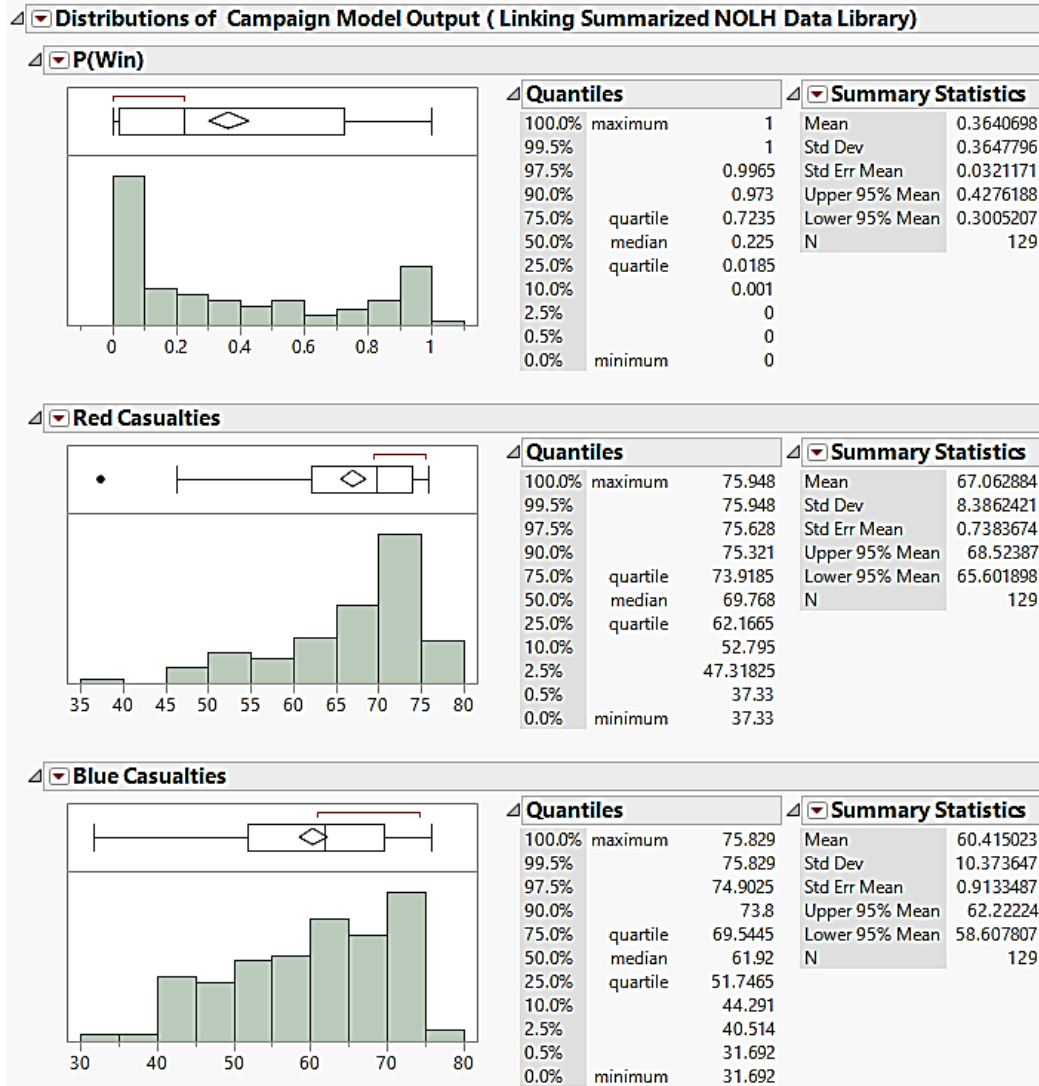 Distributions of Campaign Model Output ( Linking Summarized NOLH Data Library)
P(Win)
0 0.2 0.4 0.6 0.8 1
Quantiles
100.0% maximum 1
99.5% 1
97.5% 0.9965
90.0% 0.973
75.0% quartile 0.7235
50.0% median 0.225
25.0% quartile 0.0185
10.0% 0.001
2.5% 0
0.5% 0
0.0% minimum 0
Summary Statistics
Mean 0.3640698
Std Dev 0.3647796
Std Err Mean 0.0321171
Upper 95% Mean 0.4276188
Lower 95% Mean 0.3005207
N 129
Red Casualties
35 40 45 50 55 60 65 70 75 80
Quantiles
100.0% maximum 75.948
99.5% 75.948
97.5% 75.628
90.0% 75.321
75.0% quartile 73.9185
50.0% median 69.768
25.0% quartile 62.1665
10.0% 52.795
2.5% 47.31825
0.5% 37.33
0.0% minimum 37.33
Summary Statistics
Mean 67.062884
Std Dev 8.3862421
Std Err Mean 0.7383674
Upper 95% Mean 68.52387
Lower 95% Mean 65.601898
N 129
Blue Casualties
30 40 50 60 70 80
Quantiles
100.0% maximum 75.829
99.5% 75.829
97.5% 74.9025
90.0% 73.8
75.0% quartile 69.5445
50.0% median 61.92
25.0% quartile 51.7465
10.0% 44.291
2.5% 40.514
0.5% 31.692
0.0% minimum 31.692
Summary Statistics
Mean 60.415023
Std Dev 10.373647
Std Err Mean 0.9133487
Upper 95% Mean 62.22224
Lower 95% Mean 58.607807
N 129